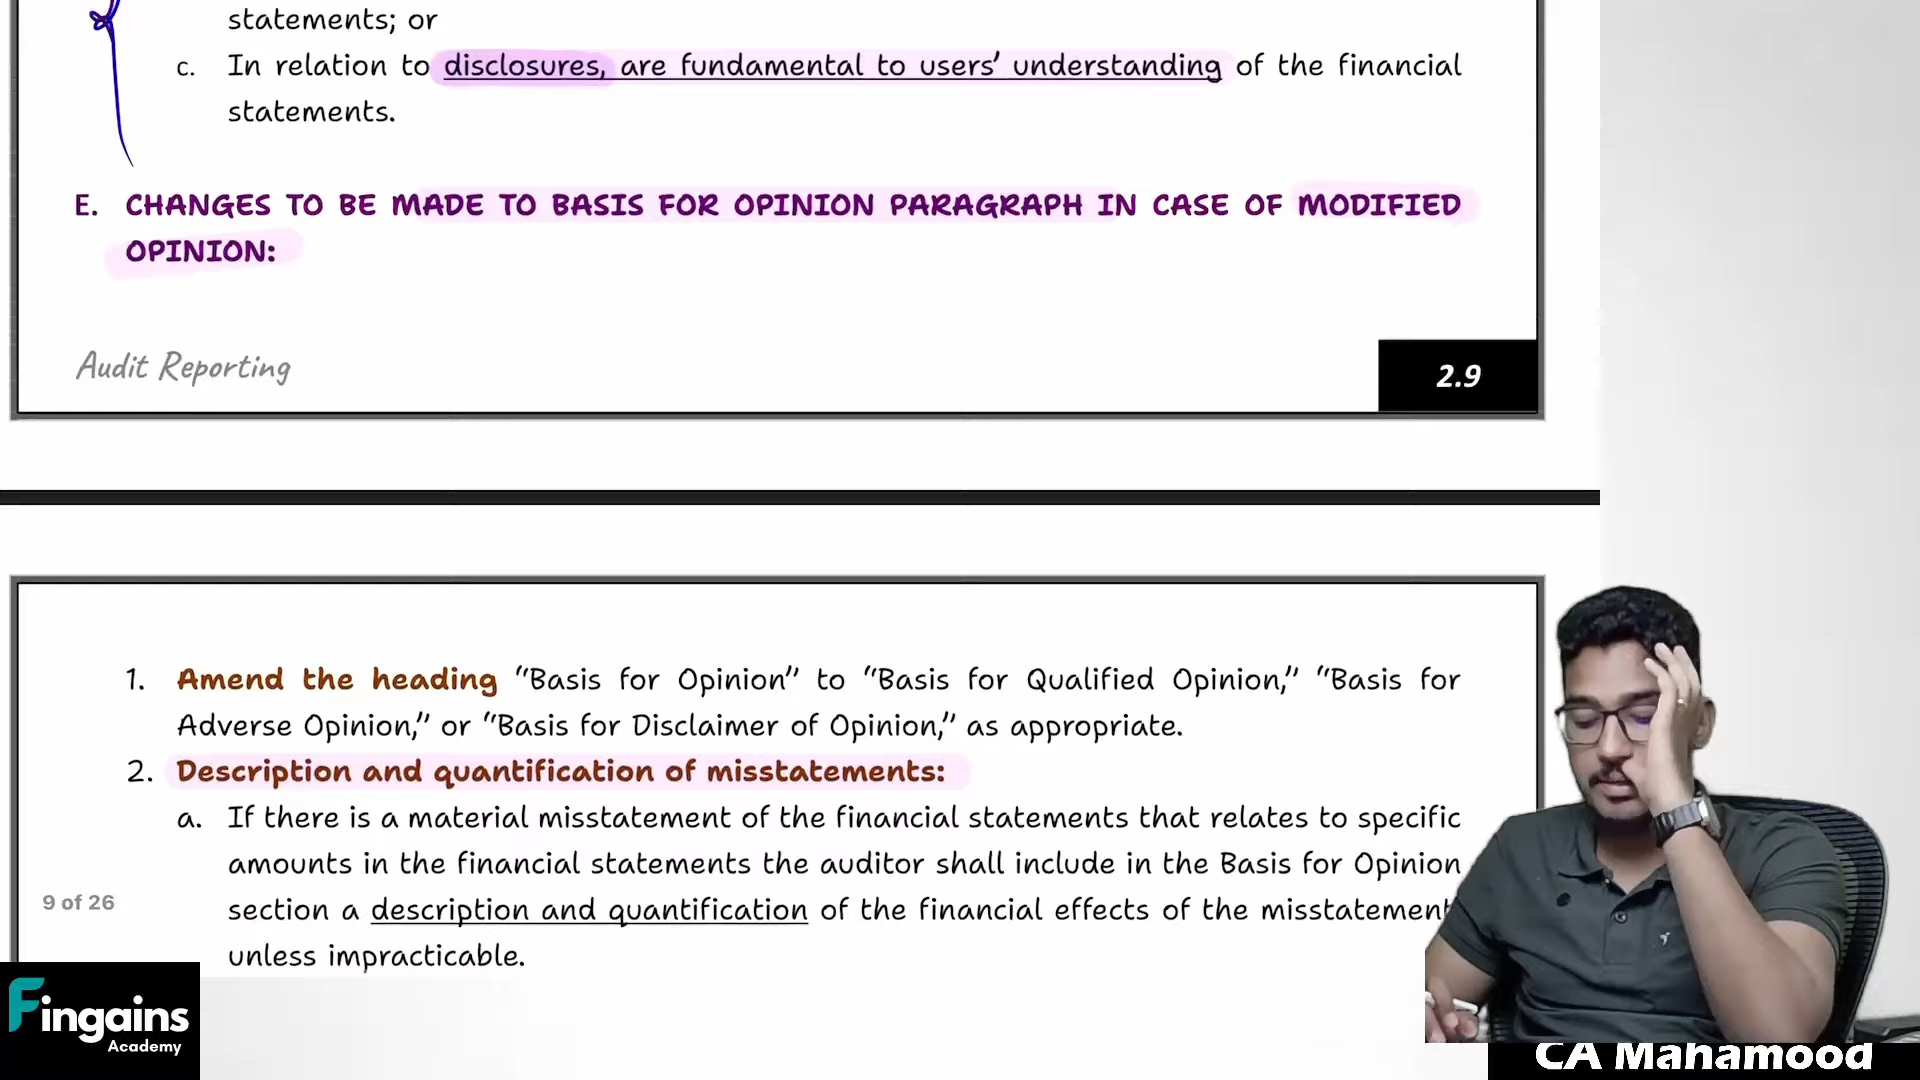 statements; or
c. In relation to disclosures, are fundamental to users’ understanding of the financial
statements.
E. CHANGES TO BE MADE TO BASIS FOR OPINION PARAGRAPH IN CASE OF MODIFIED
OPINION:
Audit Reporting
2.9
1. Amend the heading “Basis for Opinion” to “Basis for Qualified Opinion,” “Basis for
Adverse Opinion,” or “Basis for Disclaimer of Opinion,” as appropriate.
2. Description and quantification of misstatements:
a. If there is a material misstatement of the financial statements that relates to specific
amounts in the financial statements the auditor shall include in the Basis for Opinion
section a description and quantification of the financial effects of the misstatement
unless impracticable.
9 of 26
Fingains
Academy
CA Mahamood